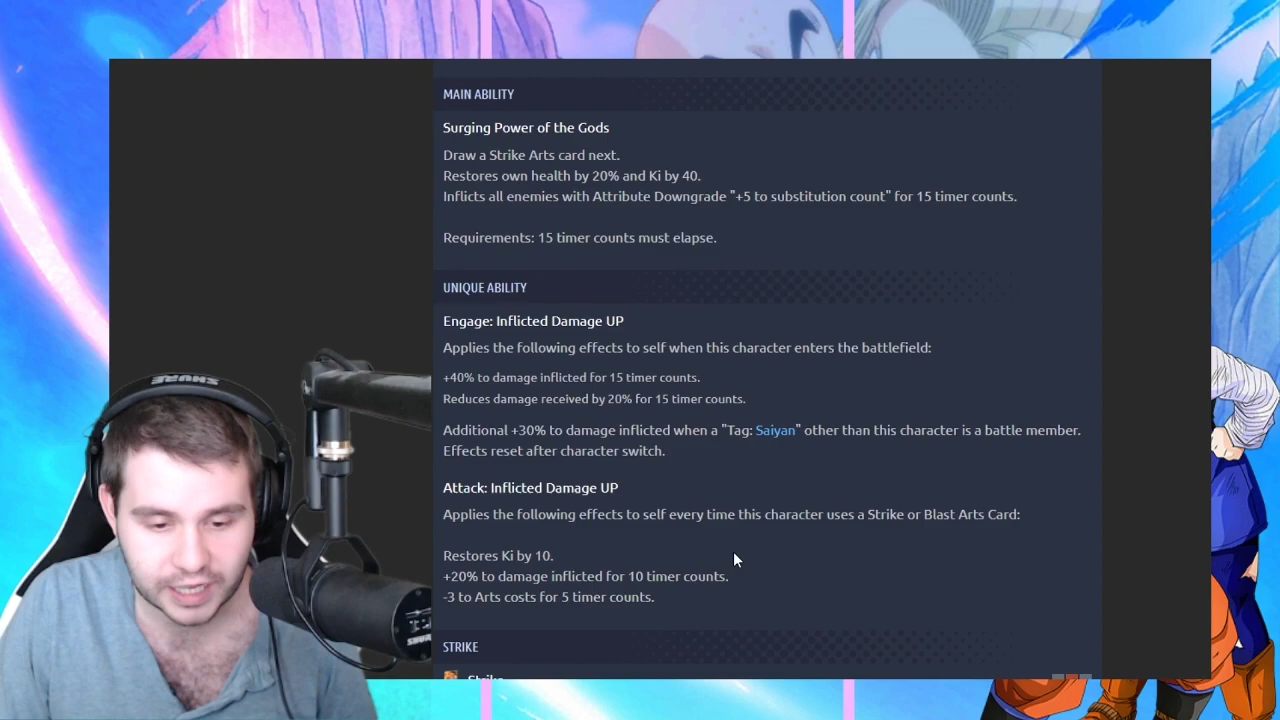 MAIN ABILITY
Surging Power of the Gods
Draw a Strike Arts card next.
Restores own health by 20% and Ki by 40.
Inflicts all enemies with Attribute Downgrade "+5 to substitution count" for 15 timer counts.
Requirements: 15 timer counts must elapse.
UNIQUE ABILITY
Engage: Inflicted Damage UP
Applies the following effects to self when this character enters the battlefield:
+40% to damage inflicted for 15 timer counts.
Reduces damage received by 20% for 15 timer counts.
Additional +30% to damage inflicted when a "Tag: Saiyan" other than this character is a battle member.
Effects reset after character switch.
Attack: Inflicted Damage UP
Applies the following effects to self every time this character uses a Strike or Blast Arts Card:
Restores Ki by 10.
+20% to damage inflicted for 10 timer counts.
-3 to Arts costs for 5 timer counts.
STRIKE
Strike
SHURE